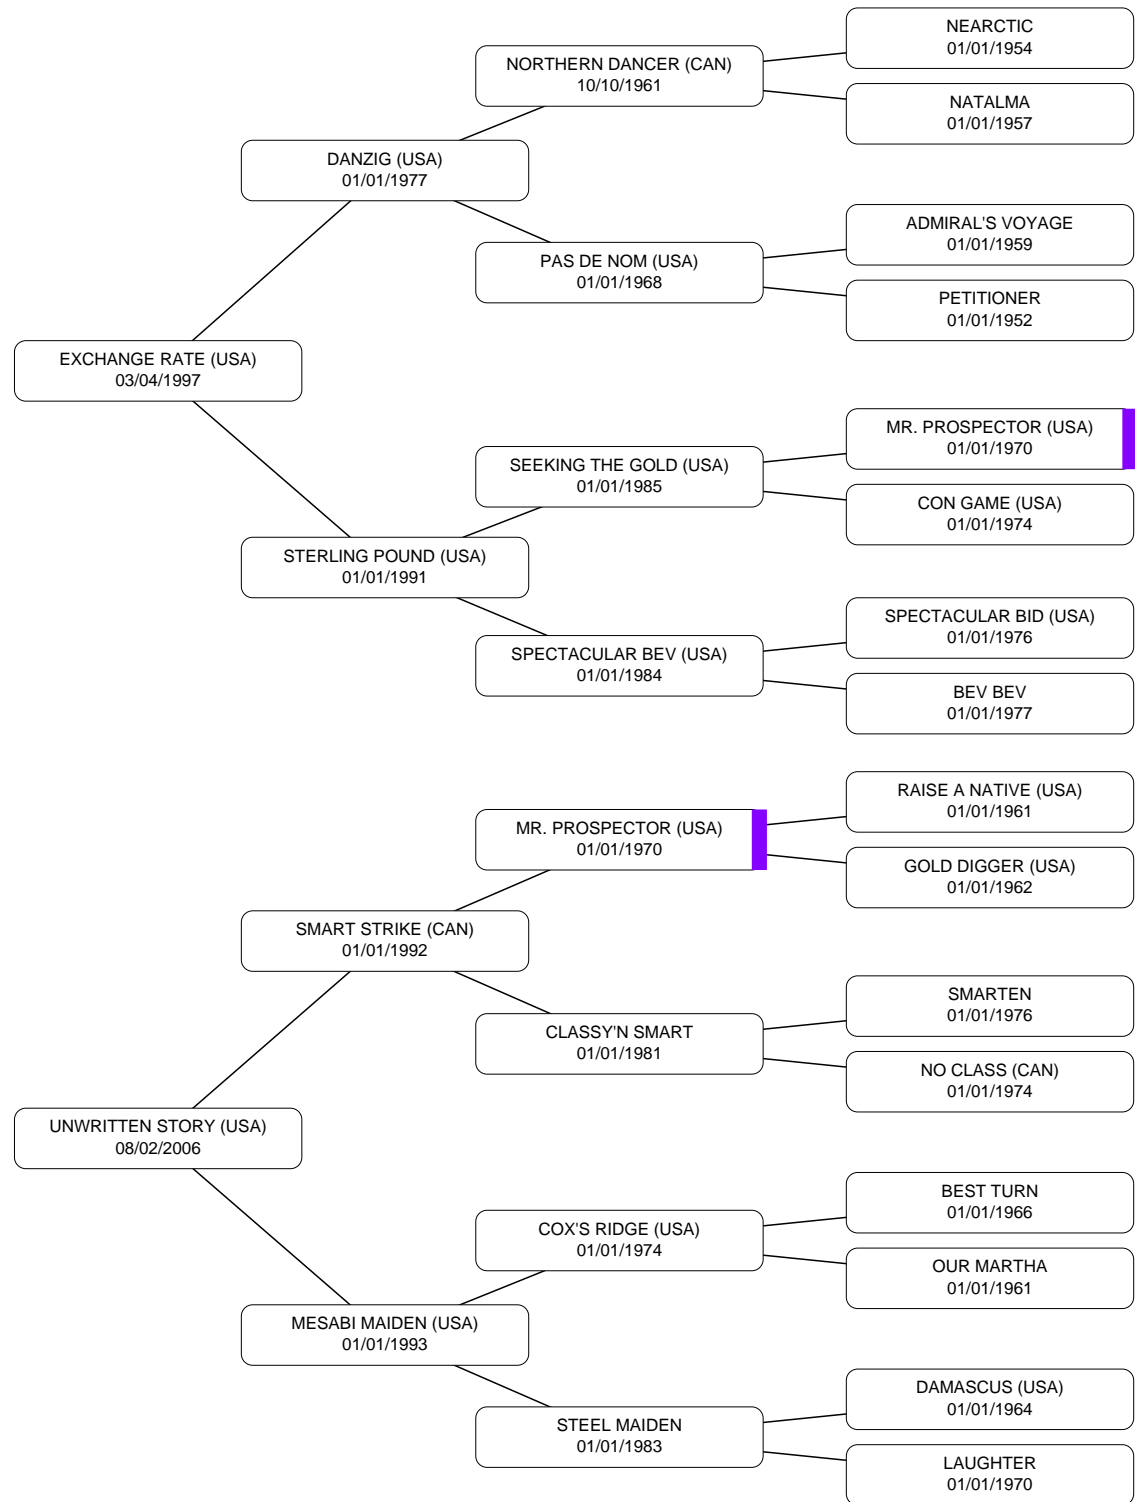 NEARCTIC
01/01/1954
NORTHERN DANCER (CAN)
10/10/1961
NATALMA
01/01/1957
DANZIG (USA)
01/01/1977
ADMIRAL'S VOYAGE
01/01/1959
PAS DE NOM (USA)
01/01/1968
PETITIONER
01/01/1952
EXCHANGE RATE (USA)
03/04/1997
MR. PROSPECTOR (USA)
01/01/1970
SEEKING THE GOLD (USA)
01/01/1985
CON GAME (USA)
01/01/1974
STERLING POUND (USA)
01/01/1991
SPECTACULAR BID (USA)
01/01/1976
SPECTACULAR BEV (USA)
01/01/1984
BEV BEV
01/01/1977
RAISE A NATIVE (USA)
01/01/1961
MR. PROSPECTOR (USA)
01/01/1970
GOLD DIGGER (USA)
01/01/1962
SMART STRIKE (CAN)
01/01/1992
SMARTEN
01/01/1976
CLASSY'N SMART
01/01/1981
NO CLASS (CAN)
01/01/1974
UNWRITTEN STORY (USA)
08/02/2006
BEST TURN
01/01/1966
COX'S RIDGE (USA)
01/01/1974
OUR MARTHA
01/01/1961
MESABI MAIDEN (USA)
01/01/1993
DAMASCUS (USA)
01/01/1964
STEEL MAIDEN
01/01/1983
LAUGHTER
01/01/1970